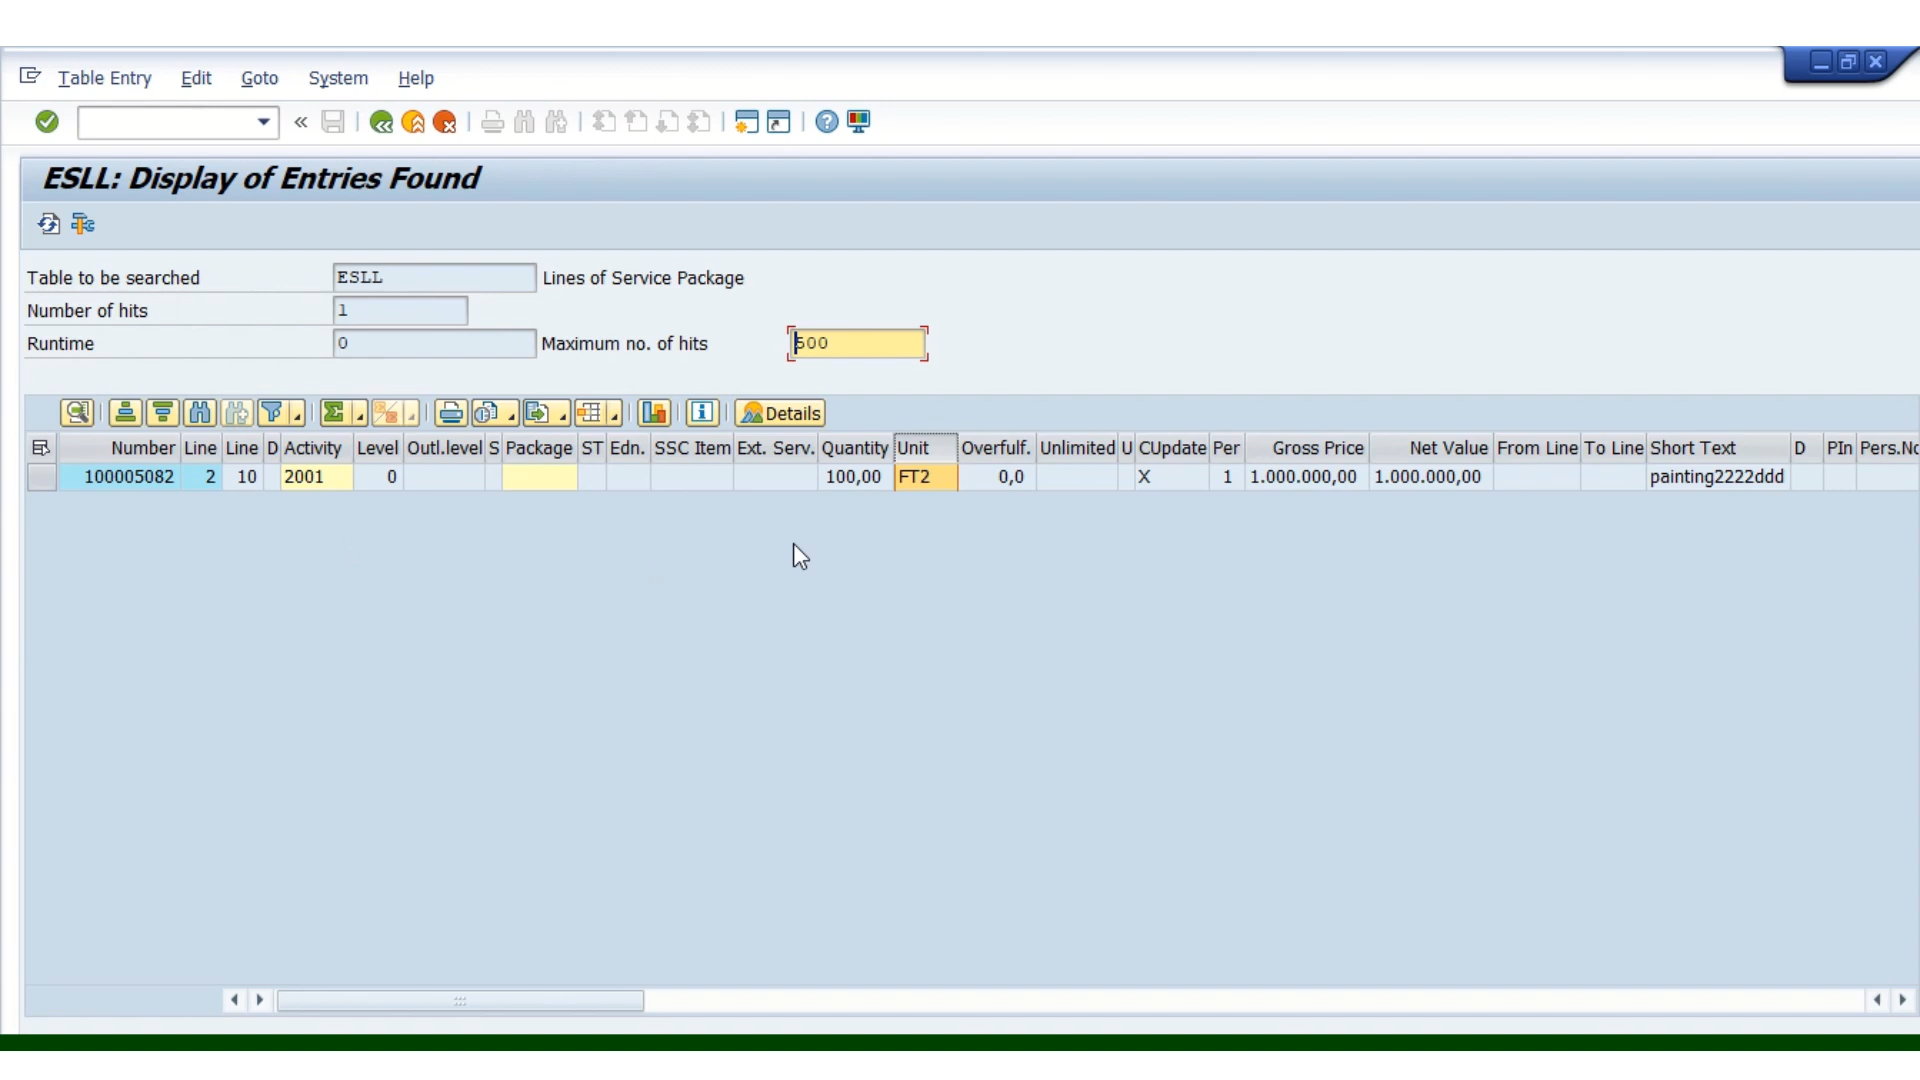 Table Entry Edit Goto System Help
ESLL: Display of Entries Found
Table to be searched ESLL Lines of Service Package
Number of hits 1
Runtime 0 Maximum no. of hits 500
Details
Number Line Line D Activity Level Outl.level S Package ST Edn. SSC Item Ext. Serv. Quantity Unit Overfulf. Unlimited U CUpdate Per Gross Price Net Value From Line To Line Short Text D PIn Pers.Nc
100005082 2 10 2001 0 100,00 FT2 0,0 X 1 1.000.000,00 1.000.000,00 painting2222ddd